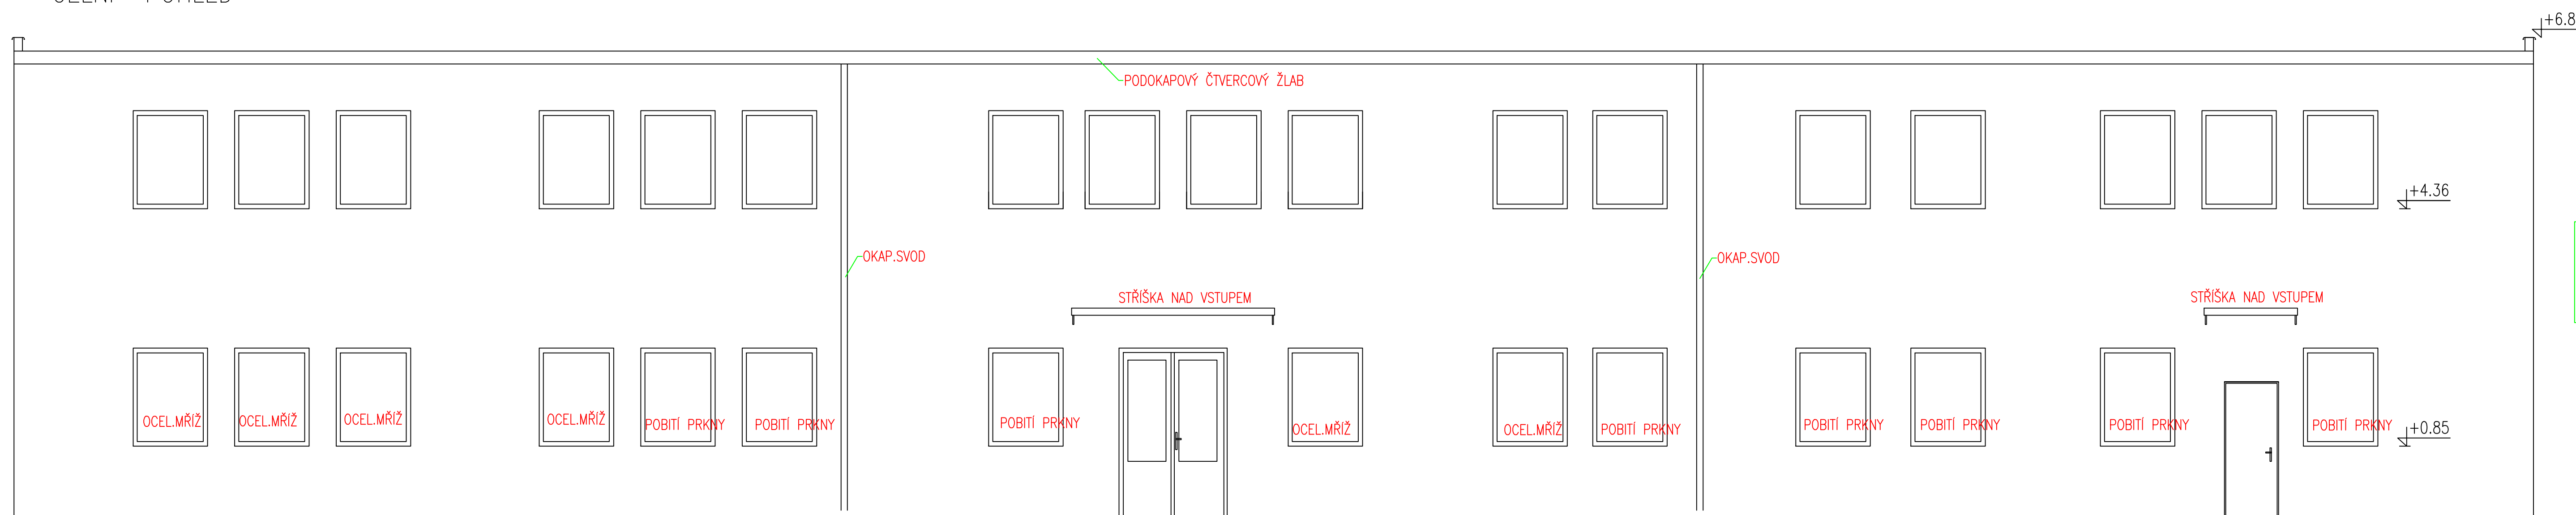 +6.8
PODOKAPOVÝ ČTVERCOVÝ ŽLAB
+4.36
OKAP.SVOD
OKAP.SVOD
STŘÍŠKA NAD VSTUPEM
STŘÍŠKA NAD VSTUPEM
OCEL.MŘÍŽ
OCEL.MŘÍŽ
OCEL.MŘÍŽ
OCEL.MŘÍŽ
POBITÍ PRKNY
POBITÍ PRKNY
POBITÍ PRKNY
OCEL.MŘÍŽ
OCEL.MŘÍŽ
POBITÍ PRKNY
POBITÍ PRKNY
POBITÍ PRKNY
POBITÍ PRKNY
POBITÍ PRKNY
+0.85